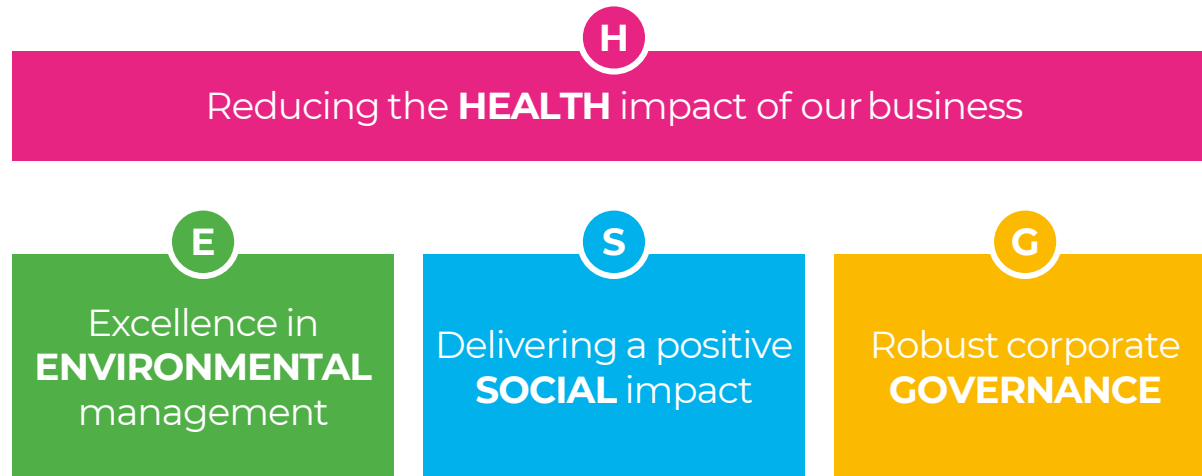 H
Reducing the HEALTH impact of our business
E
Excellence in
ENVIRONMENTAL
management
S
Delivering a positive
SOCIAL impact
G
Robust corporate
GOVERNANCE